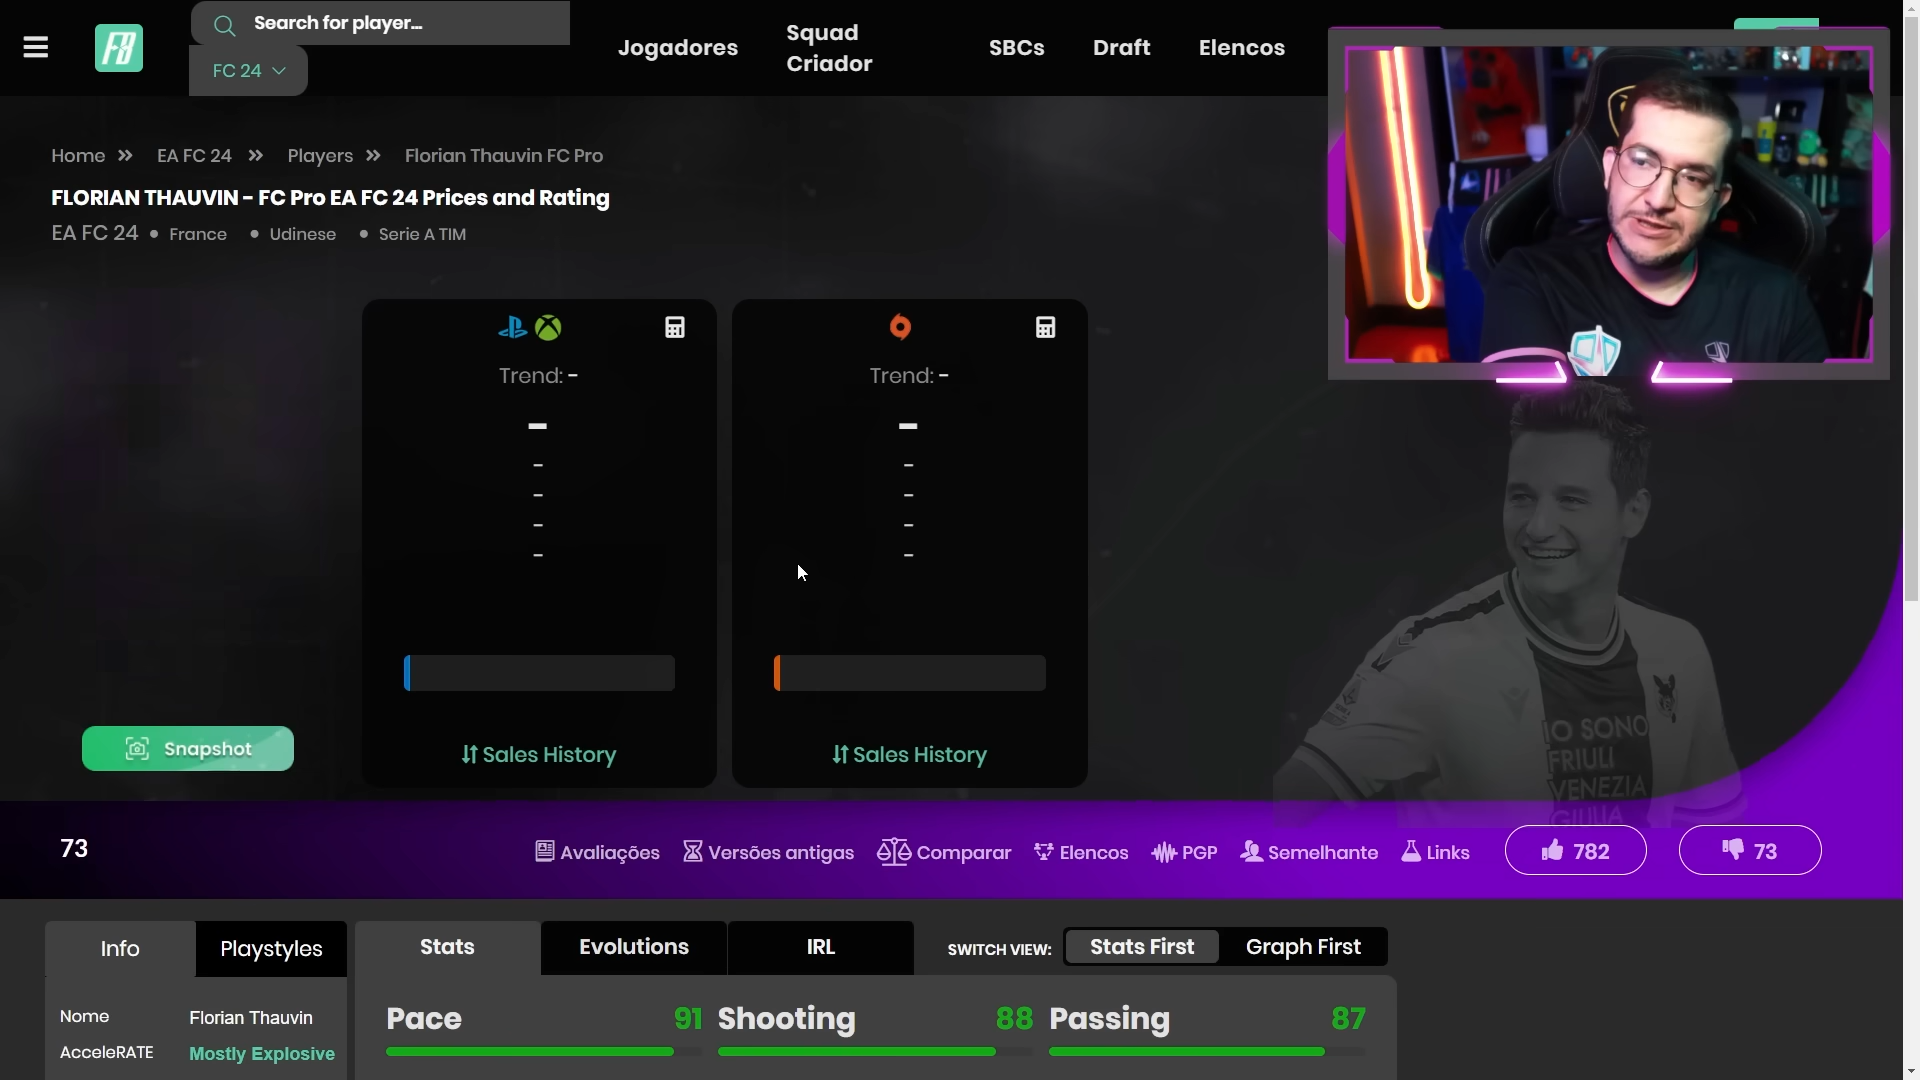 Search for player...
FC 24
Jogadores
Squad
Criador
SBCs
Draft
Elencos
Home » EA FC 24 » Players » Florian Thauvin FC Pro
FLORIAN THAUVIN - FC Pro EA FC 24 Prices and Rating
EA FC 24 • France • Udinese • Serie A TIM
Trend: -
-
-
-
-
-
Sales History
Trend: -
-
-
-
-
-
Sales History
IO SONO
FRIULI
VENEZIA
GIULIA
Snapshot
73
Avaliações
Versões antigas
Comparar
Elencos
PGP
Semelhante
Links
782
73
Info
Playstyles
Stats
Evolutions
IRL
SWITCH VIEW:
Stats First
Graph First
Nome Florian Thauvin
AcceleRATE Mostly Explosive
Pace 91
Shooting 88
Passing 87